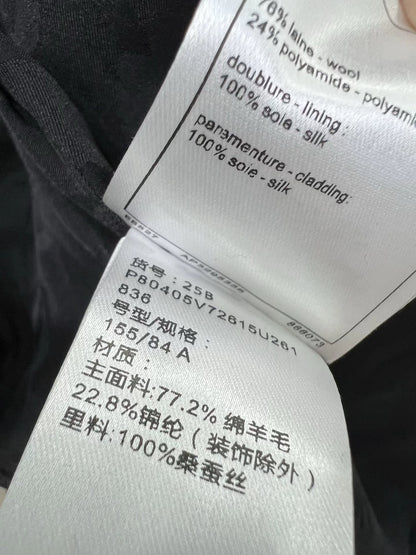 76% laine - wool
24% polyamide - polyamid
doublure - lining :
100% soie - silk
parementure - cladding:
100% soie - silk
888073
货号：25B
P80405V72615U261
836
号型/规格：
155/84 A
材质：
主面料:77.2% 绵羊毛
22.8%锦纶（装饰除外）
里料:100%桑蚕丝